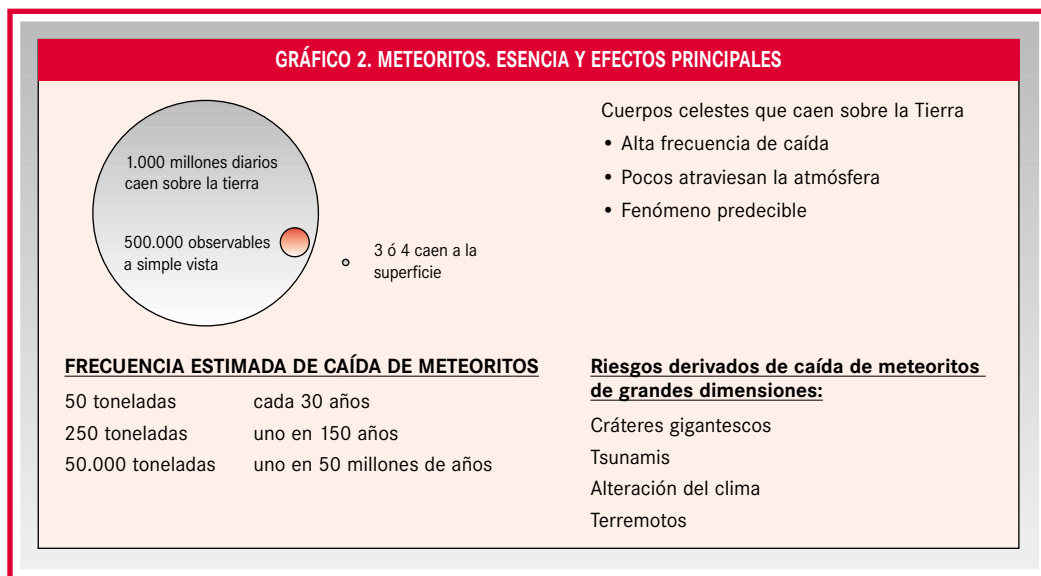 GRÁFICO 2. METEORITOS. ESENCIA Y EFECTOS PRINCIPALES
1.000 millones diarios
caen sobre la tierra
500.000 observables
a simple vista
3 ó 4 caen a la
superficie
Cuerpos celestes que caen sobre la Tierra
• Alta frecuencia de caída
• Pocos atraviesan la atmósfera
• Fenómeno predecible
FRECUENCIA ESTIMADA DE CAÍDA DE METEORITOS
50 toneladas cada 30 años
250 toneladas uno en 150 años
50.000 toneladas uno en 50 millones de años
Riesgos derivados de caída de meteoritos
de grandes dimensiones:
Cráteres gigantescos
Tsunamis
Alteración del clima
Terremotos